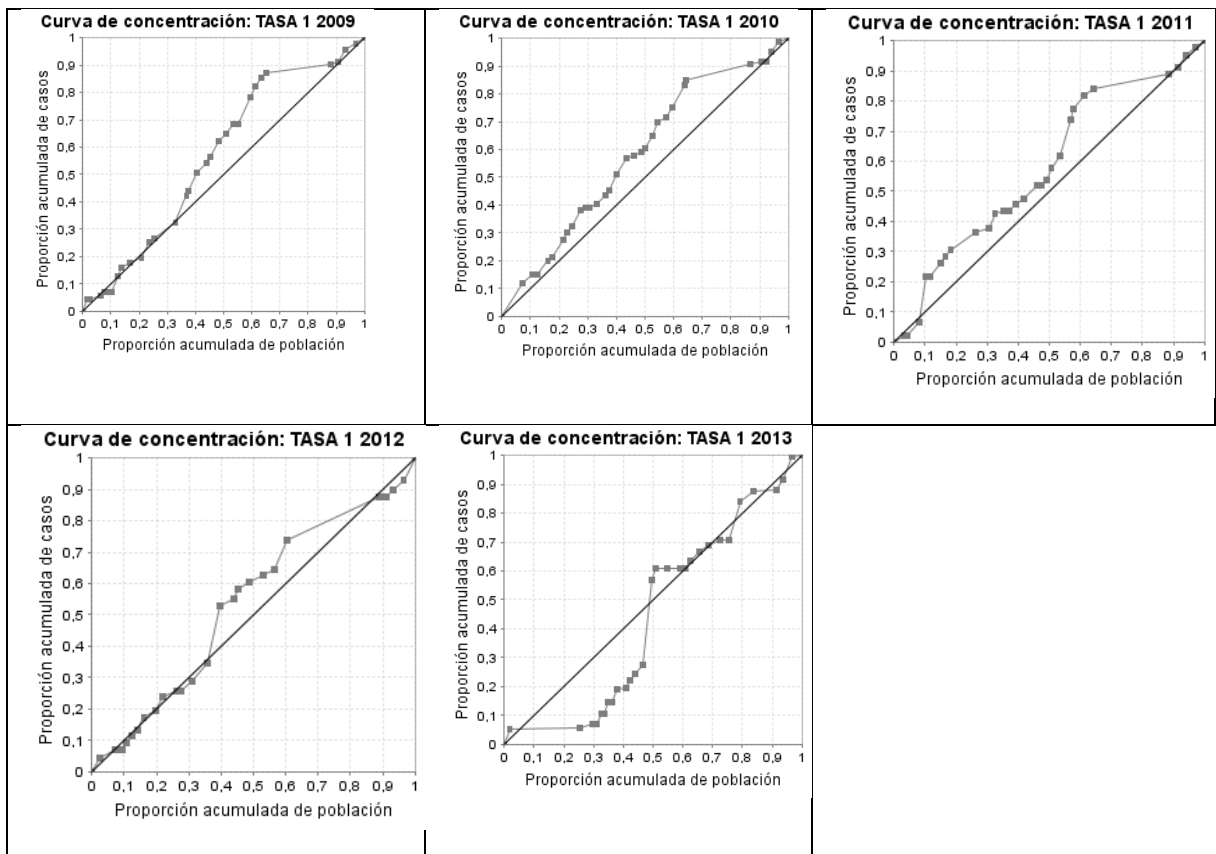 Curva de concentración: TASA 1 2009
Proporción acumulada de casos
1
0,9
0,8
0,7
0,6
0,5
0,4
0,3
0,2
0,1
0
0 0,1 0,2 0,3 0,4 0,5 0,6 0,7 0,8 0,9 1
Proporción acumulada de población
Curva de concentración: TASA 1 2010
Proporción acumulada de casos
1
0,9
0,8
0,7
0,6
0,5
0,4
0,3
0,2
0,1
0
0 0,1 0,2 0,3 0,4 0,5 0,6 0,7 0,8 0,9 1
Proporción acumulada de población
Curva de concentración: TASA 1 2011
Proporción acumulada de casos
1
0,9
0,8
0,7
0,6
0,5
0,4
0,3
0,2
0,1
0
0 0,1 0,2 0,3 0,4 0,5 0,6 0,7 0,8 0,9 1
Proporción acumulada de población
Curva de concentración: TASA 1 2012
Proporción acumulada de casos
1
0,9
0,8
0,7
0,6
0,5
0,4
0,3
0,2
0,1
0
0 0,1 0,2 0,3 0,4 0,5 0,6 0,7 0,8 0,9 1
Proporción acumulada de población
Curva de concentración: TASA 1 2013
Proporción acumulada de casos
1
0,9
0,8
0,7
0,6
0,5
0,4
0,3
0,2
0,1
0
0 0,1 0,2 0,3 0,4 0,5 0,6 0,7 0,8 0,9 1
Proporción acumulada de población